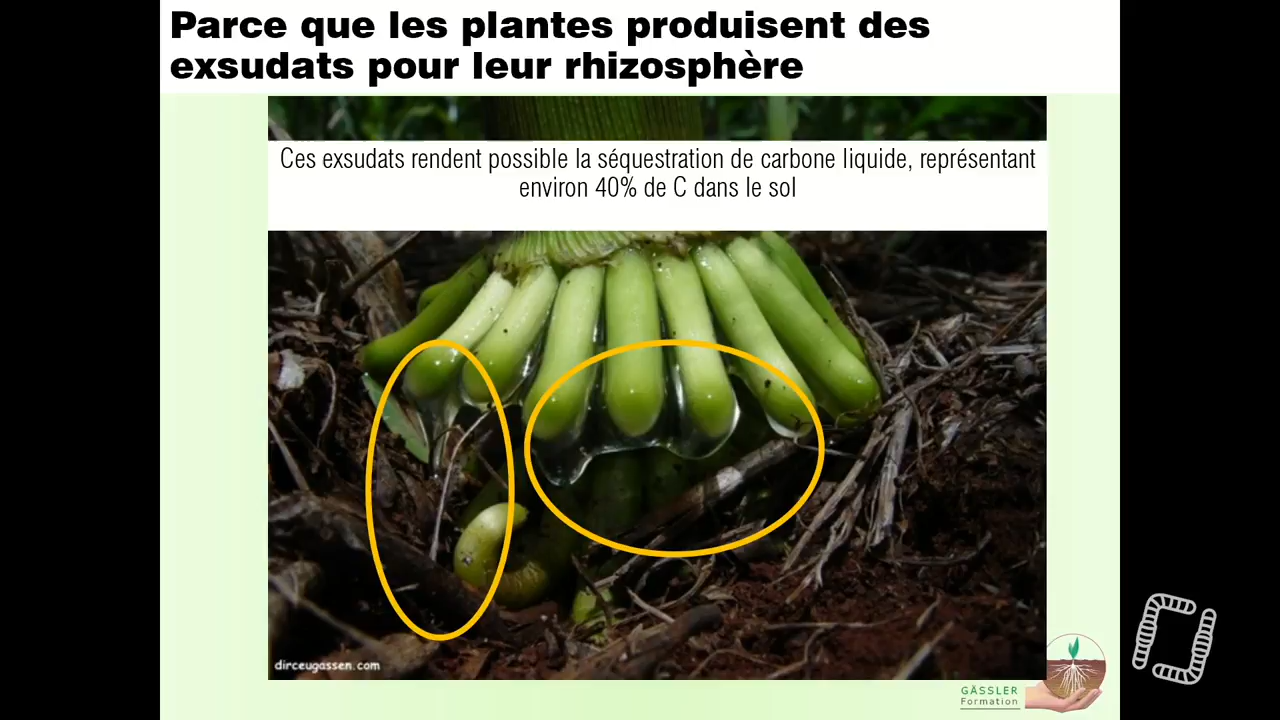 Parce que les plantes produisent des
exsudats pour leur rhizosphère
Ces exsudats rendent possible la séquestration de carbone liquide, représentant
environ 40% de C dans le sol
dirceugassen.com
GÄSSLER
Formation